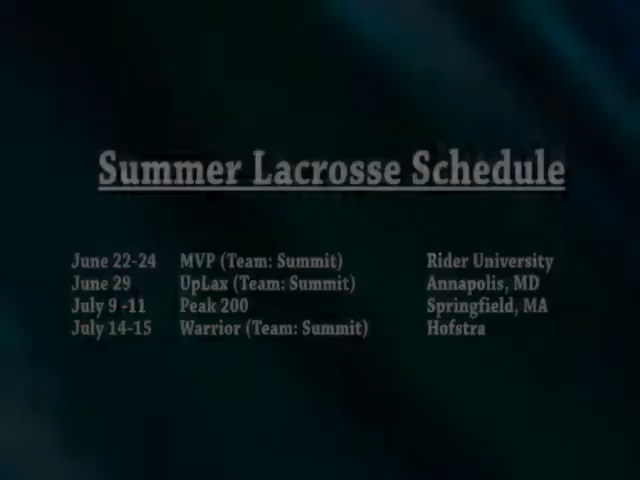 Summer Lacrosse Schedule
June 22-24 MVP (Team: Summit) Rider University
June 29 UpLax (Team: Summit) Annapolis, MD
July 9 -11 Peak 200 Springfield, MA
July 14-15 Warrior (Team: Summit) Hofstra